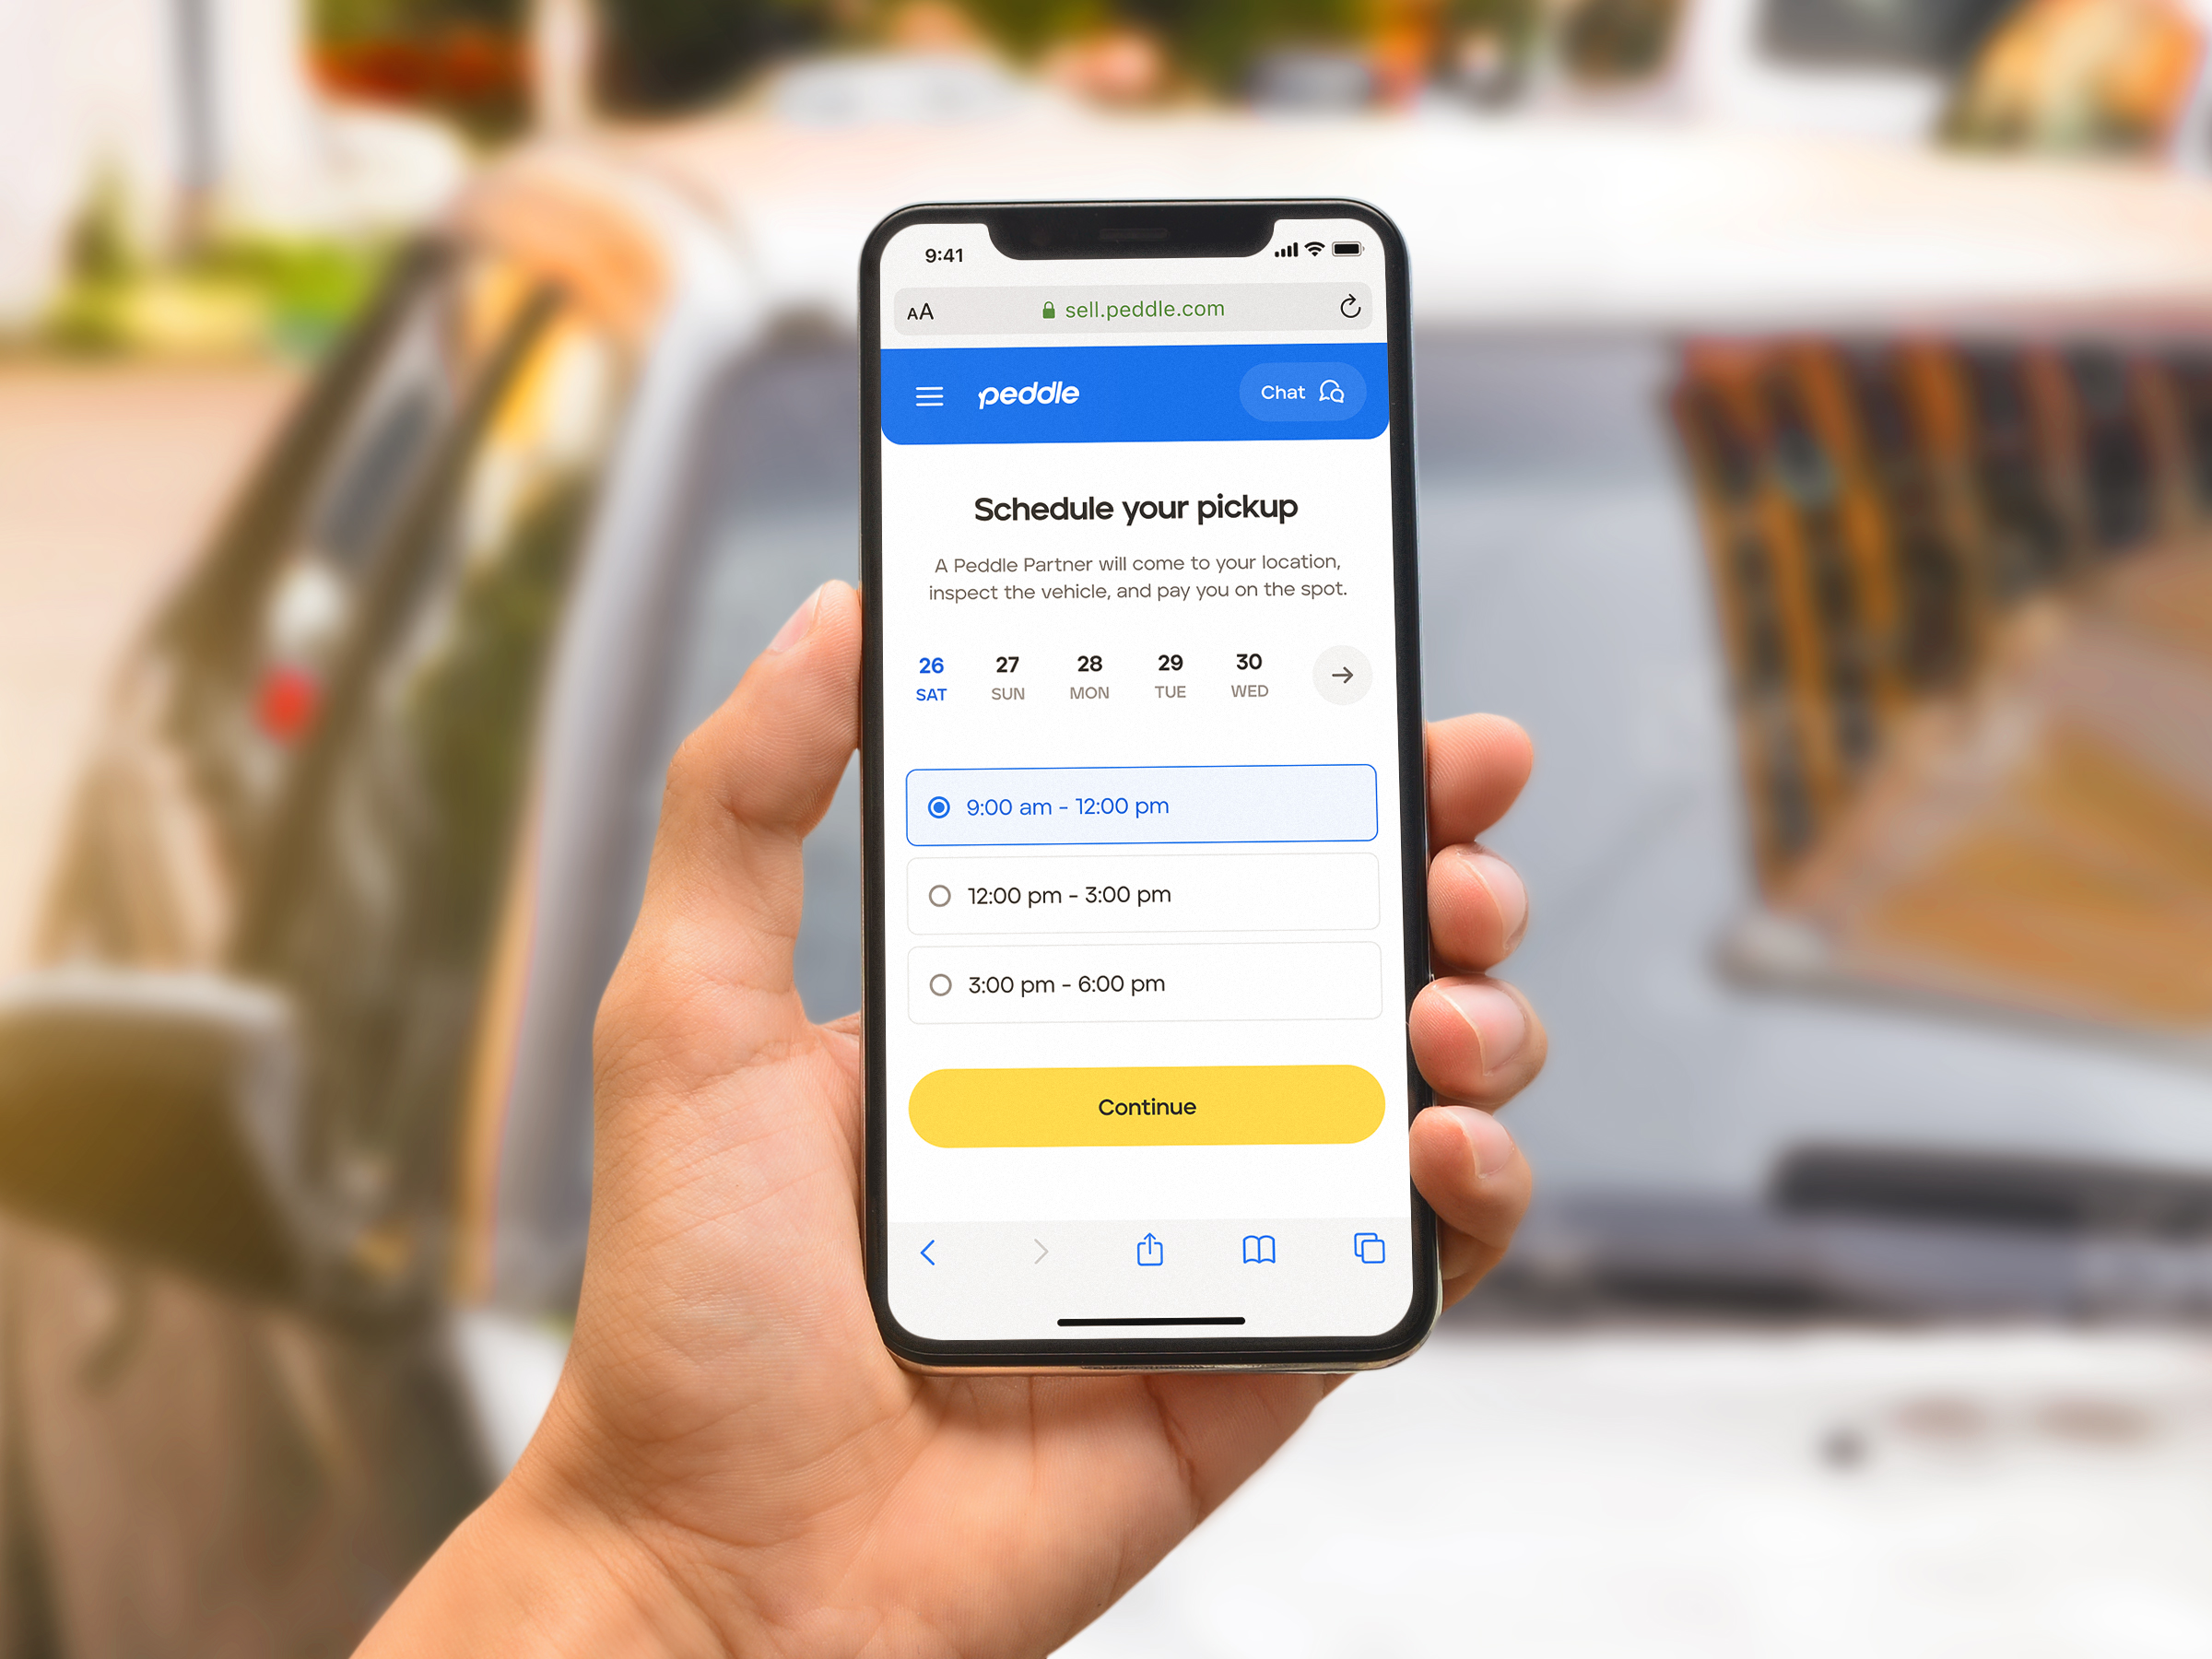 9:41
AA sell.peddle.com
peddle Chat
Schedule your pickup
A Peddle Partner will come to your location,
inspect the vehicle, and pay you on the spot.
26 27 28 29 30
SAT SUN MON TUE WED
9:00 am - 12:00 pm
12:00 pm - 3:00 pm
3:00 pm - 6:00 pm
Continue